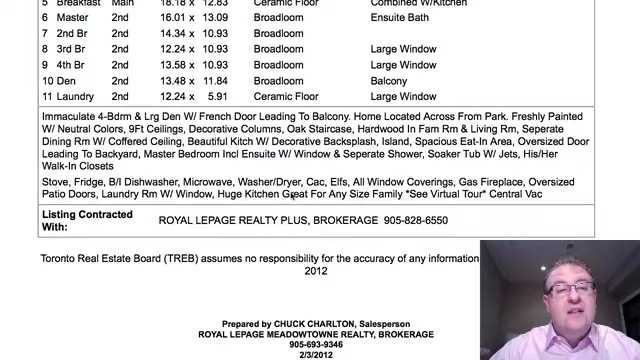 5 Breakfast Main 18.18 x 12.83 Ceramic Floor Combined W/Kitchen
6 Master 2nd 16.01 x 13.09 Broadloom Ensuite Bath
7 2nd Br 2nd 14.34 x 10.93 Broadloom
8 3rd Br 2nd 12.24 x 10.93 Broadloom Large Window
9 4th Br 2nd 13.58 x 10.93 Broadloom Large Window
10 Den 2nd 13.48 x 11.84 Broadloom Balcony
11 Laundry 2nd 12.24 x 5.91 Ceramic Floor Large Window
Immaculate 4-Bdrm & Lrg Den W/ French Door Leading To Balcony. Home Located Across From Park. Freshly Painted
W/ Neutral Colors, 9Ft Ceilings, Decorative Columns, Oak Staircase, Hardwood In Fam Rm & Living Rm, Seperate
Dining Rm W/ Coffered Ceiling, Beautiful Kitch W/ Decorative Backsplash, Island, Spacious Eat-In Area, Oversized Door
Leading To Backyard, Master Bedroom Incl Ensuite W/ Window & Seperate Shower, Soaker Tub W/ Jets, His/Her
Walk-In Closets
Stove, Fridge, B/I Dishwasher, Microwave, Washer/Dryer, Cac, Elfs, All Window Coverings, Gas Fireplace, Oversized
Patio Doors, Laundry Rm W/ Window, Huge Kitchen Great For Any Size Family *See Virtual Tour* Central Vac
Listing Contracted
With:
ROYAL LEPAGE REALTY PLUS, BROKERAGE 905-828-6550
Toronto Real Estate Board (TREB) assumes no responsibility for the accuracy of any information
2012
Prepared by CHUCK CHARLTON, Salesperson
ROYAL LEPAGE MEADOWTOWNE REALTY, BROKERAGE
905-693-9346
2/3/2012